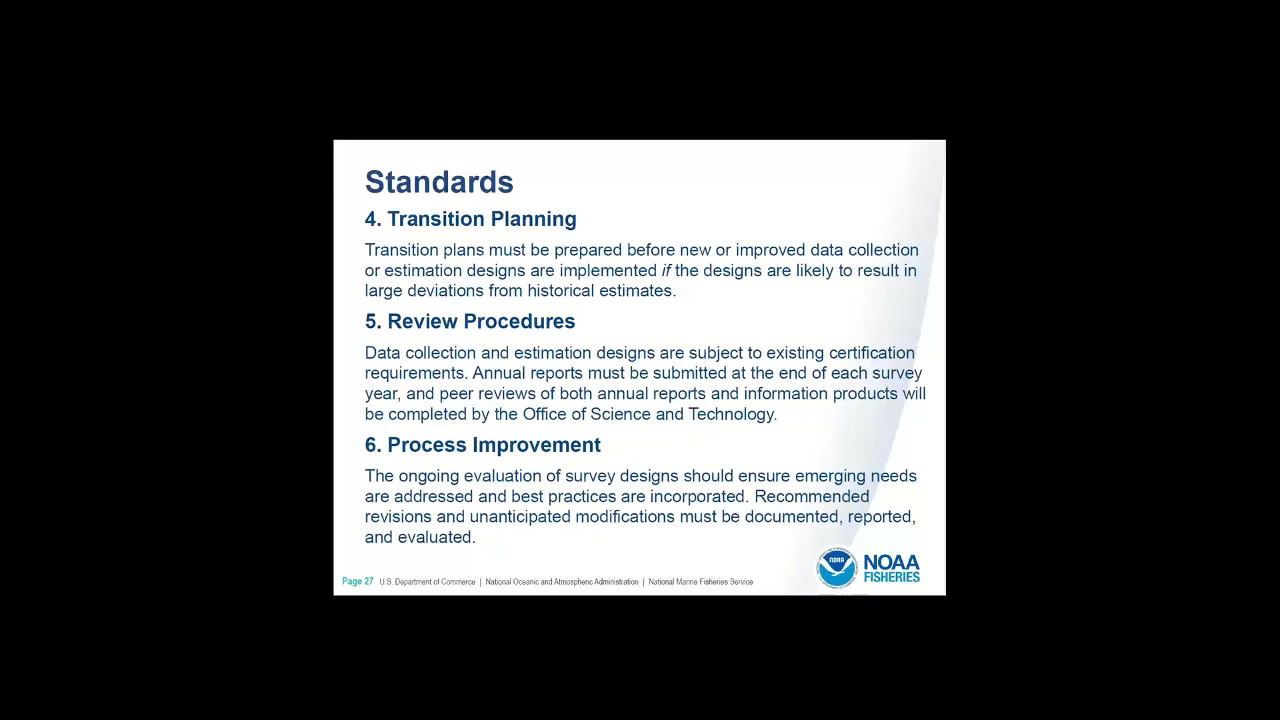 Standards
4. Transition Planning
Transition plans must be prepared before new or improved data collection
or estimation designs are implemented if the designs are likely to result in
large deviations from historical estimates.
5. Review Procedures
Data collection and estimation designs are subject to existing certification
requirements. Annual reports must be submitted at the end of each survey
year, and peer reviews of both annual reports and information products will
be completed by the Office of Science and Technology.
6. Process Improvement
The ongoing evaluation of survey designs should ensure emerging needs
are addressed and best practices are incorporated. Recommended
revisions and unanticipated modifications must be documented, reported,
and evaluated.
Page 27 U.S. Department of Commerce | National Oceanic and Atmospheric Administration | National Marine Fisheries Service
NOAA
NOAA
FISHERIES